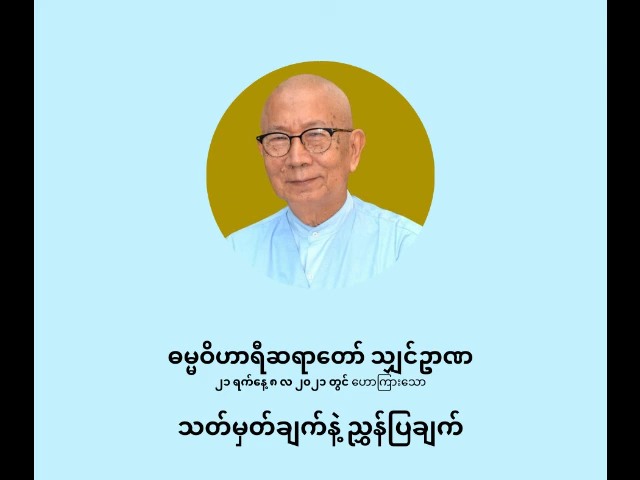 ဓမ္မဝိဟာရီဆရာတော် သျှင်ဥာဏ
၂၁ ရက်နေ့ ၈ လ ၂၀၂၁ တွင် ဟောကြားသော
သတ်မှတ်ချက်နဲ့ ညွှန်ပြချက်